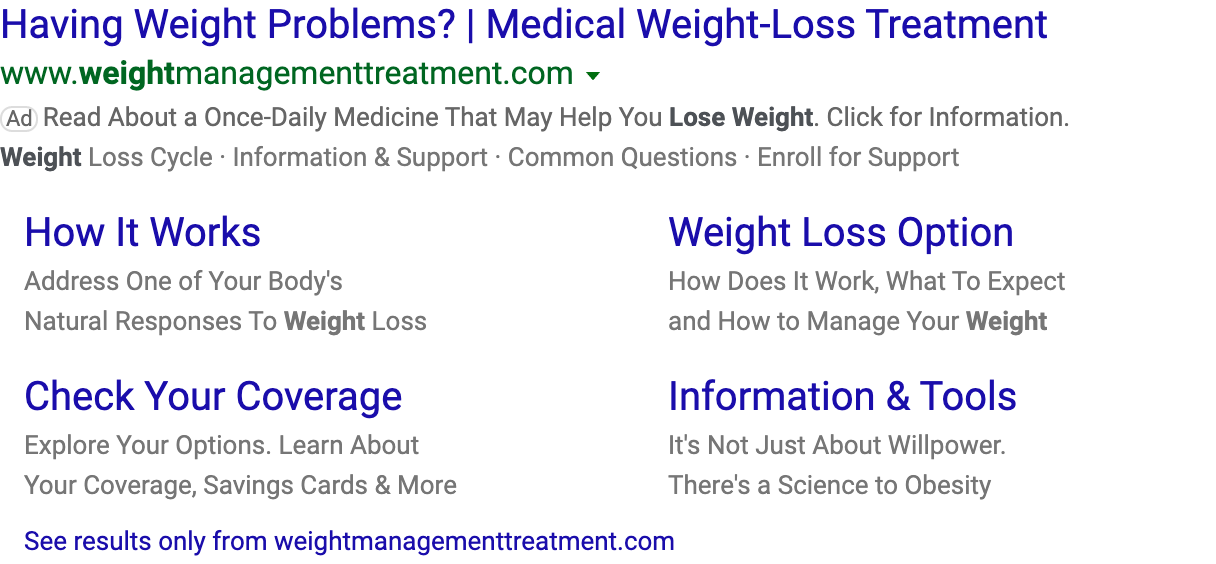 Having Weight Problems? | Medical Weight-Loss Treatment
www.weightmanagementtreatment.com
Ad Read About a Once-Daily Medicine That May Help You Lose Weight. Click for Information.
Weight Loss Cycle · Information & Support · Common Questions · Enroll for Support
How It Works
Address One of Your Body's
Natural Responses To Weight Loss
Weight Loss Option
How Does It Work, What To Expect
and How to Manage Your Weight
Check Your Coverage
Explore Your Options. Learn About
Your Coverage, Savings Cards & More
Information & Tools
It's Not Just About Willpower.
There's a Science to Obesity
See results only from weightmanagementtreatment.com